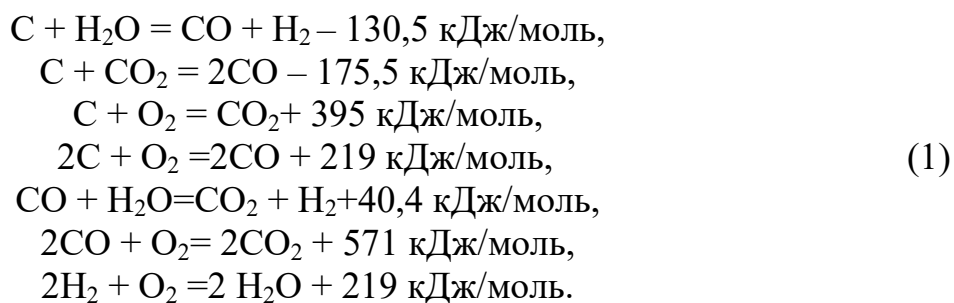 C + H₂O = CO + H₂ – 130,5 кДж/моль,
C + CO₂ = 2CO – 175,5 кДж/моль,
C + O₂ = CO₂+ 395 кДж/моль,
2C + O₂ =2CO + 219 кДж/моль, (1)
CO + H₂O=CO₂ + H₂+40,4 кДж/моль,
2CO + O₂= 2CO₂ + 571 кДж/моль,
2H₂ + O₂ =2 H₂O + 219 кДж/моль.